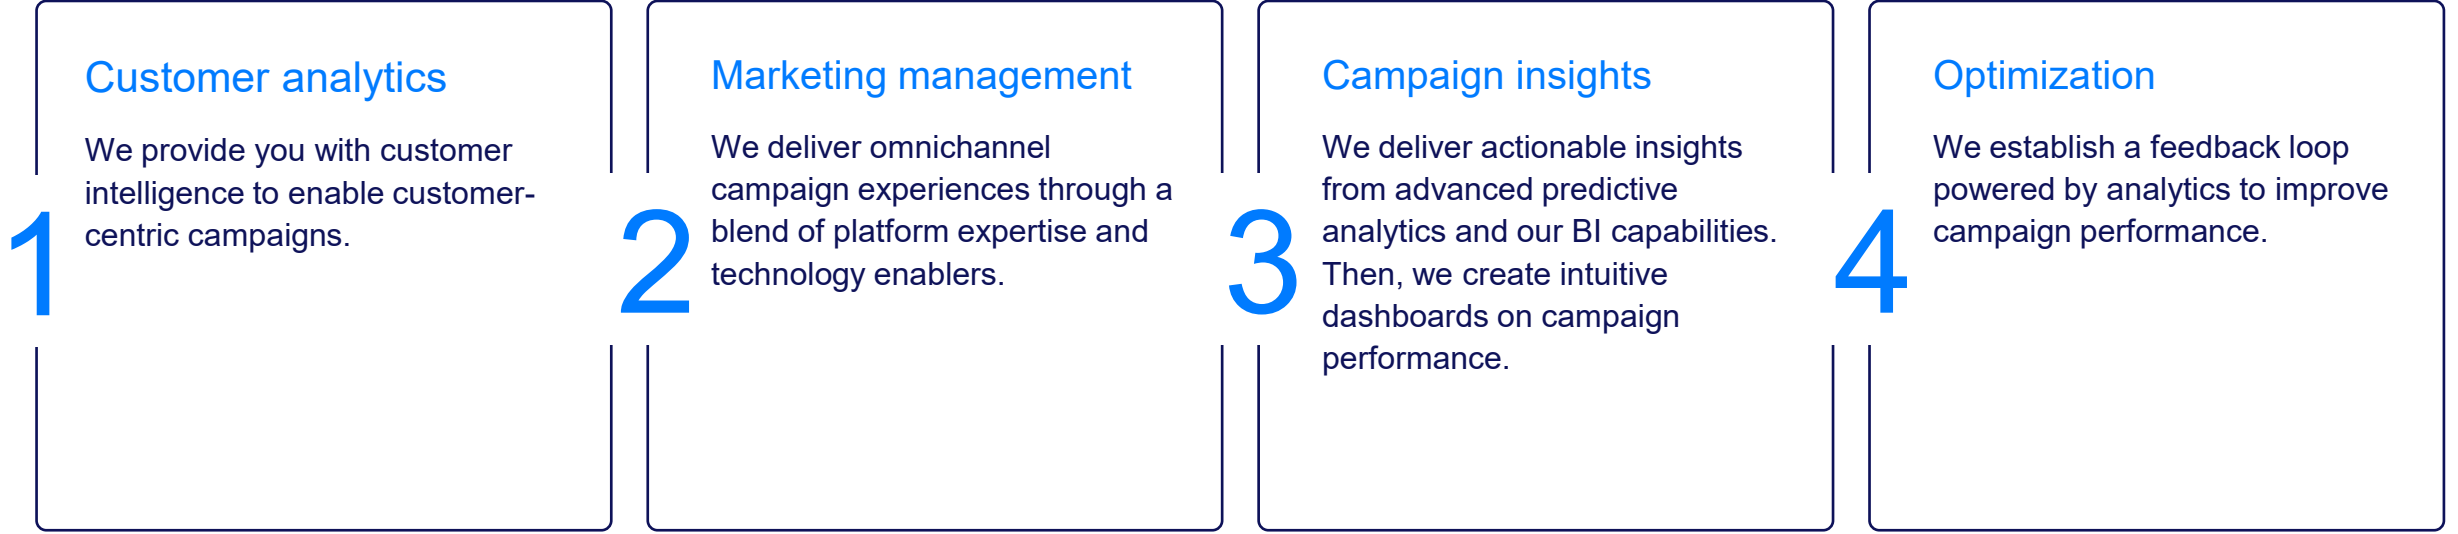 1
Customer analytics
We provide you with customer
intelligence to enable customer-
centric campaigns.
2
Marketing management
We deliver omnichannel
campaign experiences through a
blend of platform expertise and
technology enablers.
3
Campaign insights
We deliver actionable insights
from advanced predictive
analytics and our BI capabilities.
Then, we create intuitive
dashboards on campaign
performance.
4
Optimization
We establish a feedback loop
powered by analytics to improve
campaign performance.